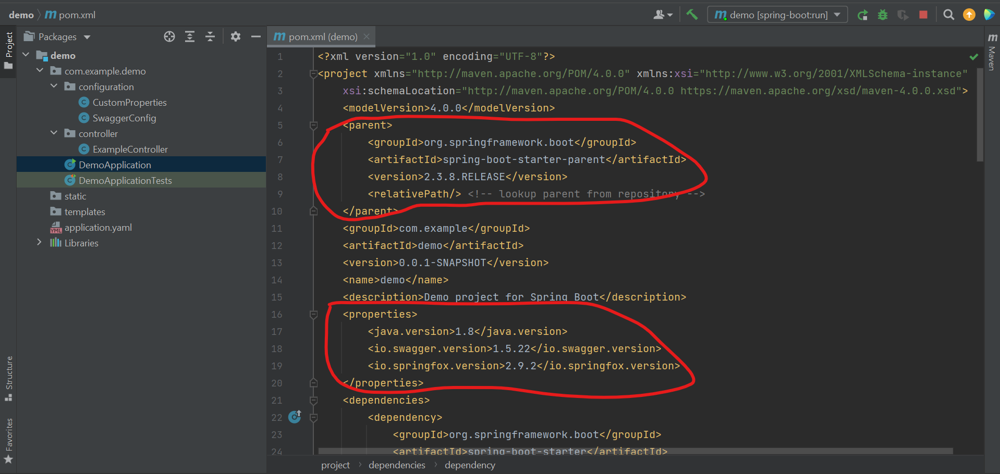 demo
pom.xml
demo [spring-boot:run]
Project
Packages
demo
com.example.demo
configuration
CustomProperties
SwaggerConfig
controller
ExampleController
DemoApplication
DemoApplicationTests
static
templates
application.yaml
Libraries
Structure
Favorites
pom.xml (demo)
Maven
1 <?xml version="1.0" encoding="UTF-8"?>
2 <project xmlns="http://maven.apache.org/POM/4.0.0" xmlns:xsi="http://www.w3.org/2001/XMLSchema-instance"
3 xsi:schemaLocation="http://maven.apache.org/POM/4.0.0 https://maven.apache.org/xsd/maven-4.0.0.xsd">
4 <modelVersion>4.0.0</modelVersion>
5 <parent>
6 <groupId>org.springframework.boot</groupId>
7 <artifactId>spring-boot-starter-parent</artifactId>
8 <version>2.3.8.RELEASE</version>
9 <relativePath/> <!-- lookup parent from repository -->
10 </parent>
11 <groupId>com.example</groupId>
12 <artifactId>demo</artifactId>
13 <version>0.0.1-SNAPSHOT</version>
14 <name>demo</name>
15 <description>Demo project for Spring Boot</description>
16 <properties>
17 <java.version>1.8</java.version>
18 <io.swagger.version>1.5.22</io.swagger.version>
19 <io.springfox.version>2.9.2</io.springfox.version>
20 </properties>
21 <dependencies>
22 <dependency>
23 <groupId>org.springframework.boot</groupId>
24 <artifactId>spring-boot-starter</artifactId>
project > dependencies > dependency